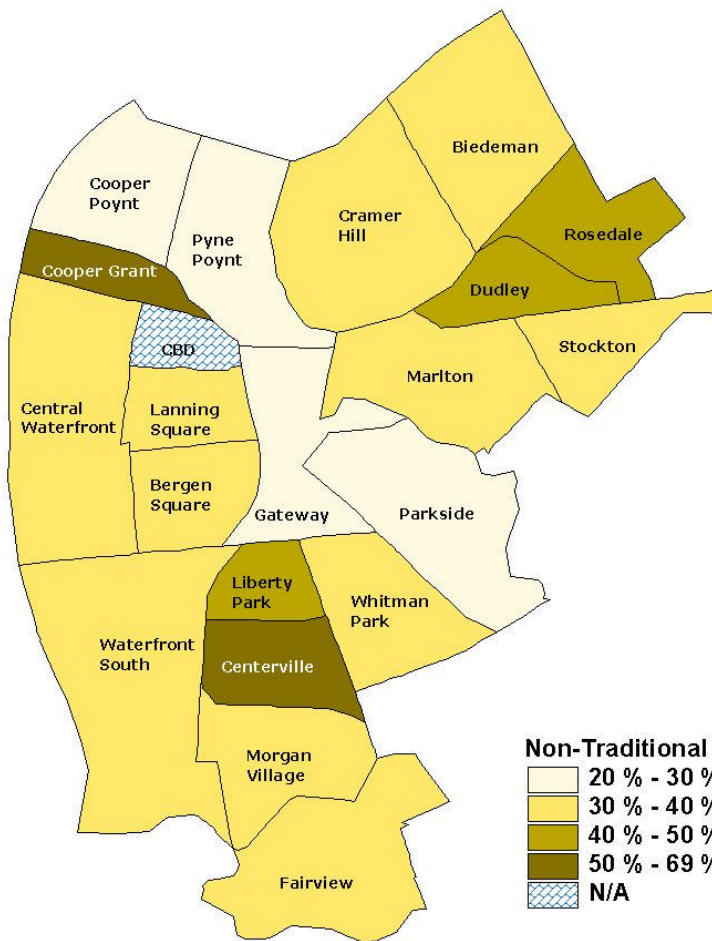 Biedeman
Cooper
Poynt
Cramer
Hill
Pyne
Poynt
Rosedale
Cooper Grant
Dudley
CBD
Stockton
Marlton
Central
Waterfront
Lanning
Square
Bergen
Square
Gateway
Parkside
Liberty
Park
Whitman
Park
Waterfront
South
Centerville
Morgan
Village
Fairview
Non-Traditional
20 % - 30 %
30 % - 40 %
40 % - 50 %
50 % - 69 %
N/A